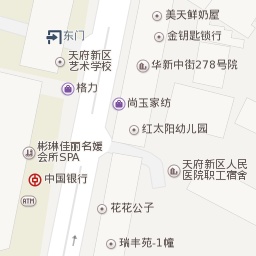 美天鲜奶屋
金钥匙锁行
东门
天府新区
艺术学校
华新中街278号院
格力
尚玉家纺
红太阳幼儿园
彬琳佳丽名媛
会所SPA
天府新区人民
医院职工宿舍
中国银行
ATM
花花公子
瑞丰苑-1幢